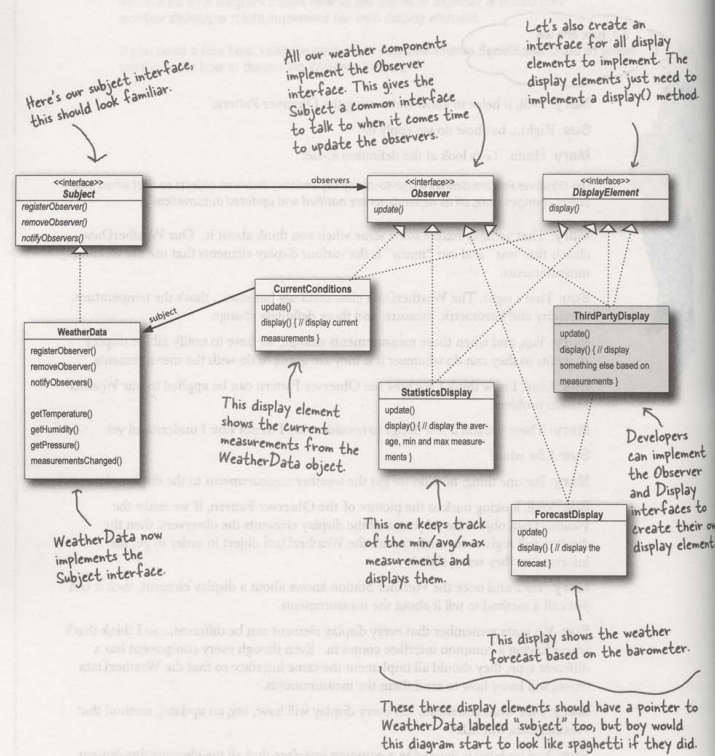 Here's our subject interface,
this should look familiar.
All our weather components
implement the Observer
interface. This gives the
Subject a common interface
to talk to when it comes time
to update the observers.
Let's also create an
interface for all display
elements to implement. The
display elements just need to
implement a display() method.
<<interface>>
Subject
registerObserver()
removeObserver()
notifyObservers()
observers
<<interface>>
Observer
update()
<<interface>>
DisplayElement
display()
subject
WeatherData
registerObserver()
removeObserver()
notifyObservers()
getTemperature()
getHumidity()
getPressure()
measurementsChanged()
CurrentConditions
update()
display() { // display current
measurements }
StatisticsDisplay
update()
display() { // display the aver-
age, min and max measure-
ments }
ThirdPartyDisplay
update()
display() { // display
something else based on
measurements }
ForecastDisplay
update()
display() { // display the
forecast }
WeatherData now
implements the
Subject interface.
This display element
shows the current
measurements from the
WeatherData object.
This one keeps track
of the min/avg/max
measurements and
displays them.
Developers
can implement
the Observer
and Display
interfaces to
create their ow
display element
This display shows the weather
forecast based on the barometer.
These three display elements should have a pointer to
WeatherData labeled "subject" too, but boy would
this diagram start to look like spaghetti if they did.